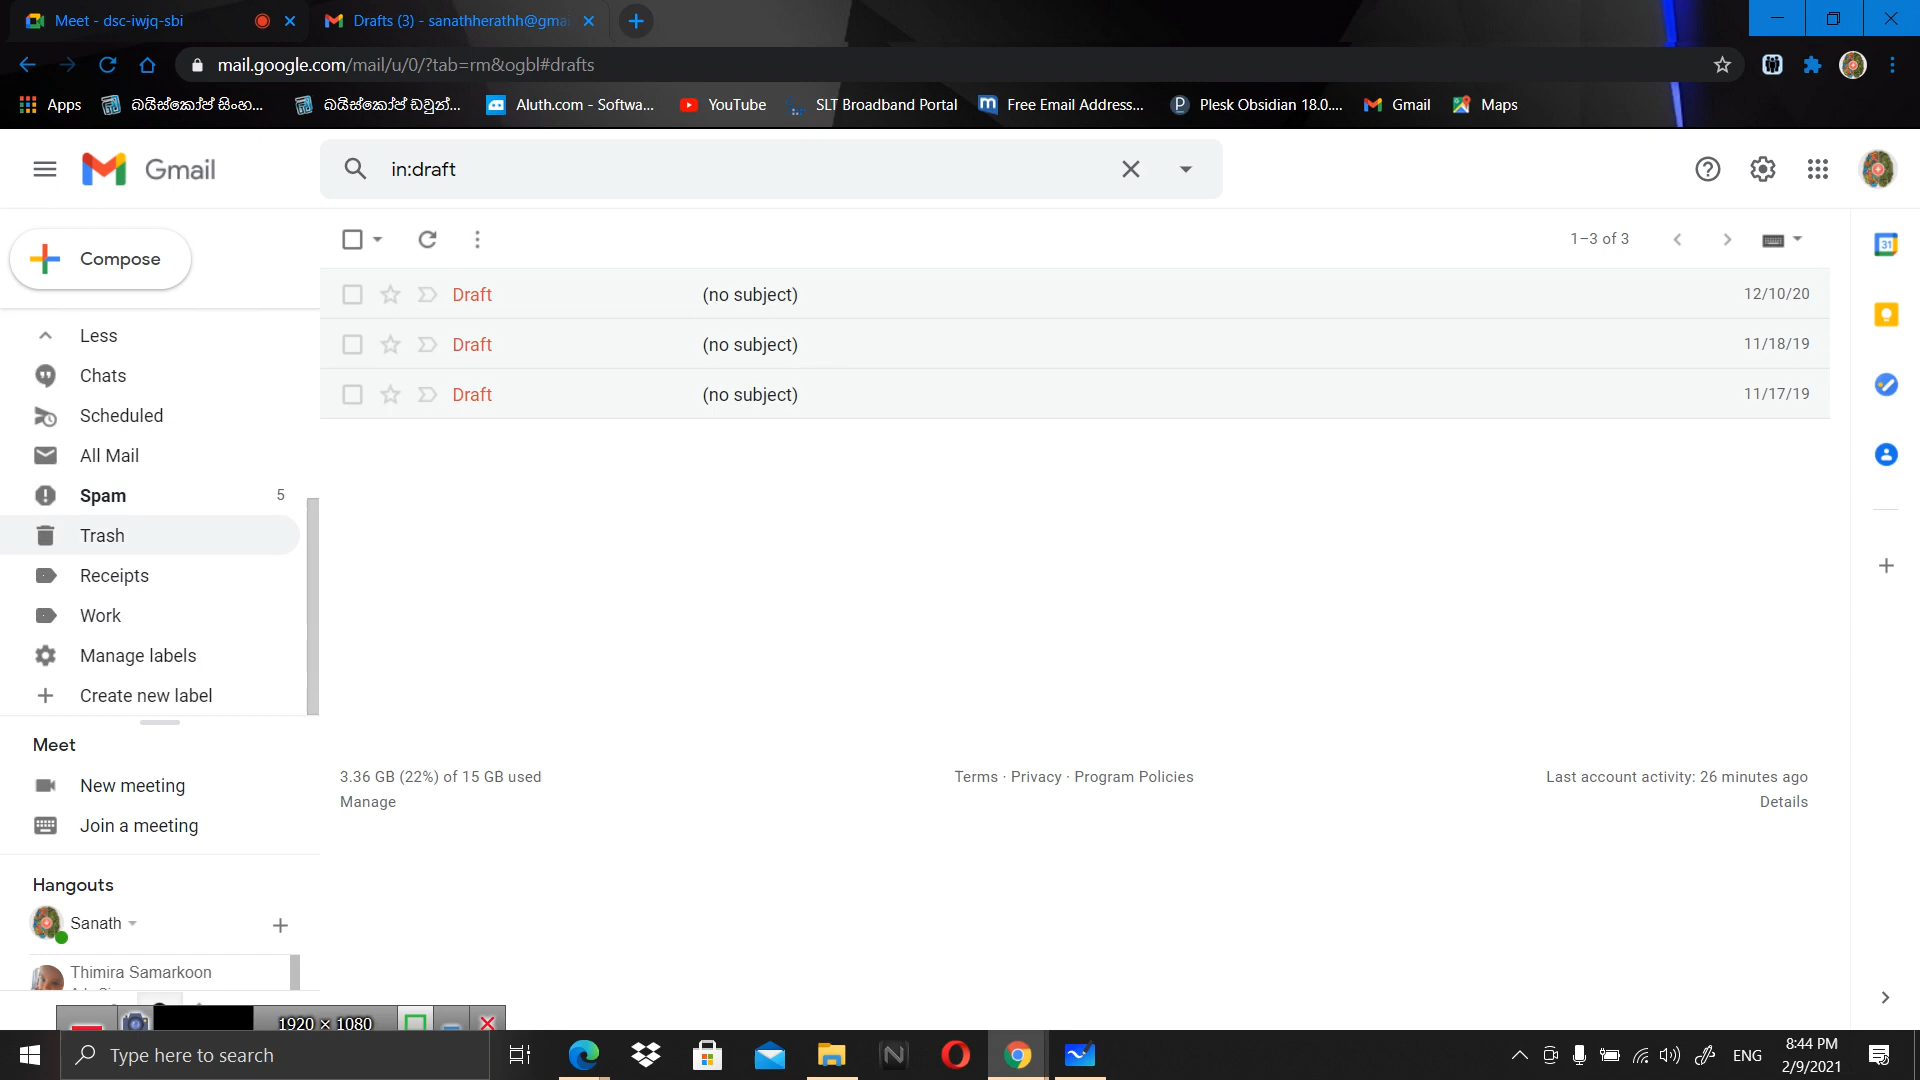 Meet - dsc-iwjq-sbi
Drafts (3) - sanathherathh@gma
mail.google.com/mail/u/0/?tab=rm&ogbl#drafts
Apps
බයිස්කෝප් සිංහ...
බයිස්කෝප් ඩවුන්...
Aluth.com - Softwa...
YouTube
SLT Broadband Portal
Free Email Address...
Plesk Obsidian 18.0....
Gmail
Maps
Gmail
in:draft
Compose
1–3 of 3
Draft (no subject) 12/10/20
Draft (no subject) 11/18/19
Draft (no subject) 11/17/19
Less
Chats
Scheduled
All Mail
Spam 5
Trash
Receipts
Work
Manage labels
Create new label
Meet
New meeting
Join a meeting
3.36 GB (22%) of 15 GB used
Manage
Terms · Privacy · Program Policies
Last account activity: 26 minutes ago
Details
Hangouts
Sanath
Thimira Samarkoon
1920 × 1080
Type here to search
ENG
8:44 PM
2/9/2021
31